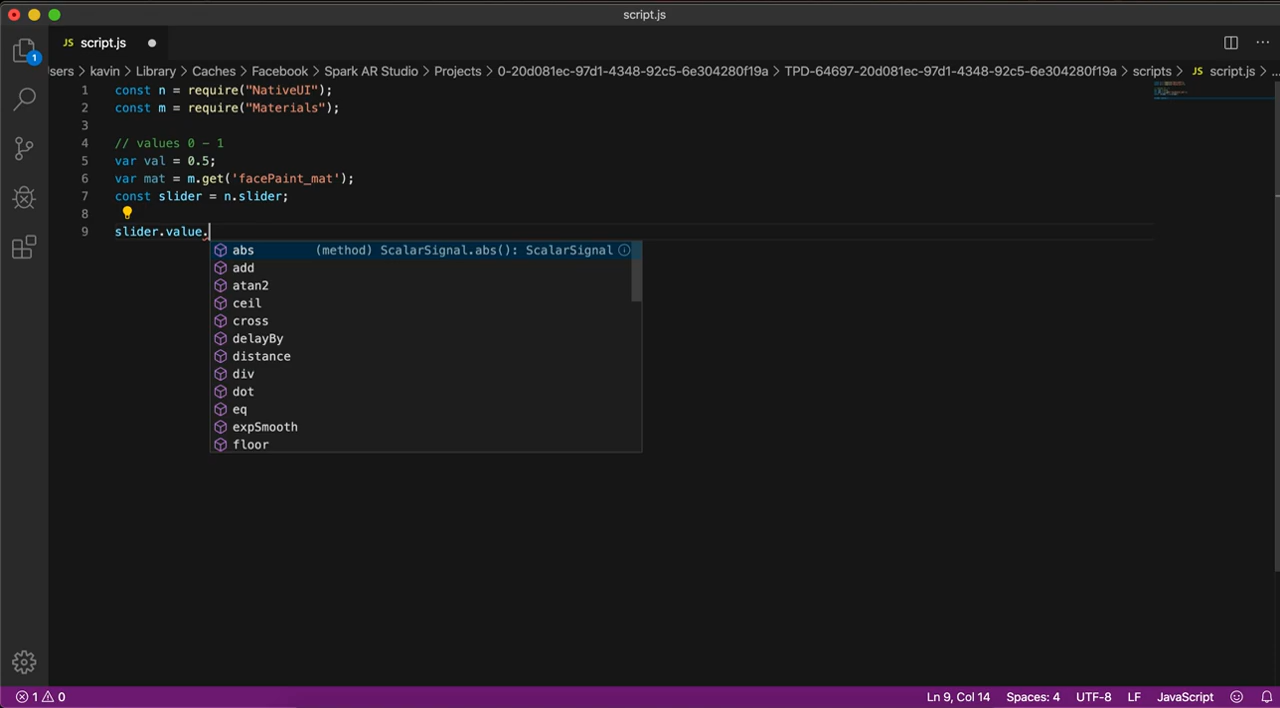 script.js
JS script.js
1
sers > kavin > Library > Caches > Facebook > Spark AR Studio > Projects > 0-20d081ec-97d1-4348-92c5-6e304280f19a > TPD-64697-20d081ec-97d1-4348-92c5-6e304280f19a > scripts > JS script.js > ...
1 const n = require("NativeUI");
2 const m = require("Materials");
3
4 // values 0 - 1
5 var val = 0.5;
6 var mat = m.get('facePaint_mat');
7 const slider = n.slider;
8
9 slider.value.
abs (method) ScalarSignal.abs(): ScalarSignal
add
atan2
ceil
cross
delayBy
distance
div
dot
eq
expSmooth
floor
1 0 Ln 9, Col 14 Spaces: 4 UTF-8 LF JavaScript